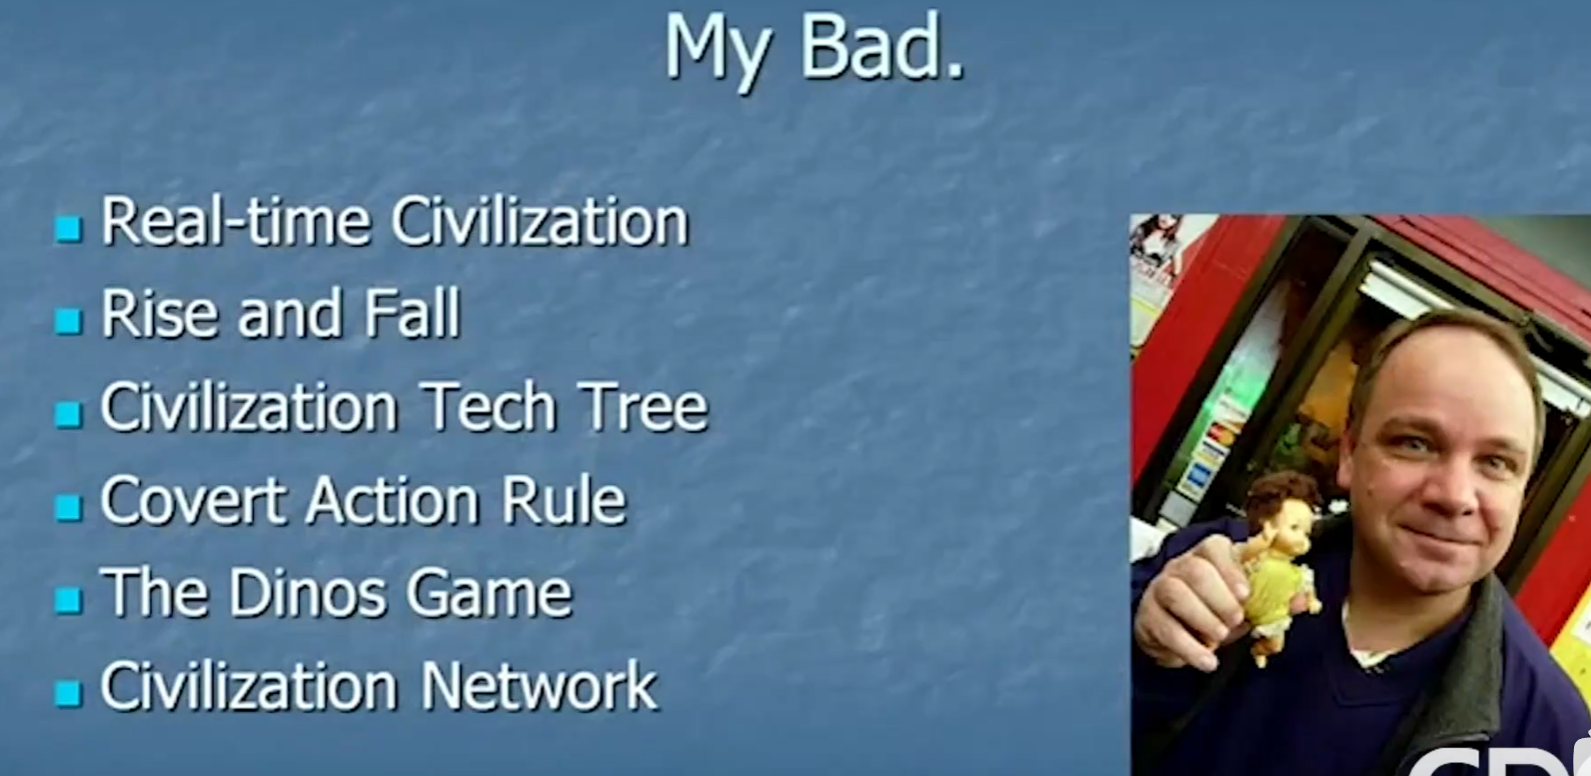 My Bad.
Real-time Civilization
Rise and Fall
Civilization Tech Tree
Covert Action Rule
The Dinos Game
Civilization Network